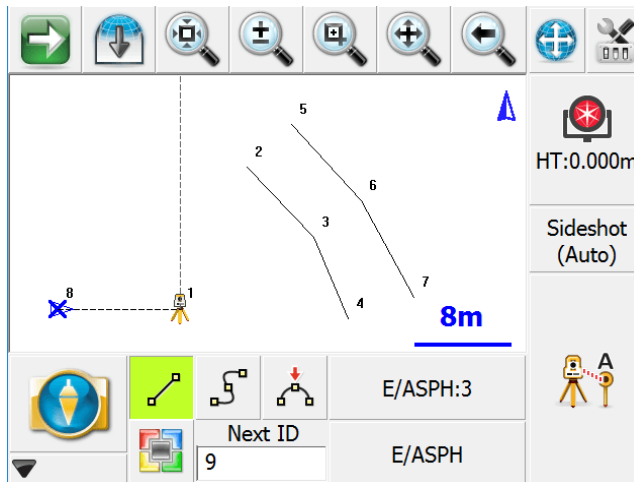 5
2
6
HT:0.000m
3
Sideshot
(Auto)
8
1
7
4
8m
A
E/ASPH:3
Next ID
9
E/ASPH